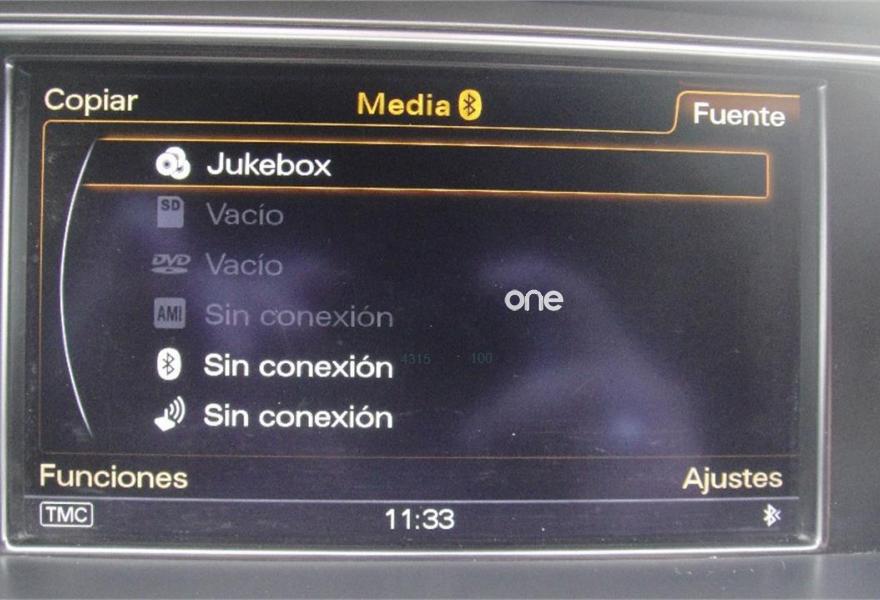 Copiar
Media
Fuente
Jukebox
SD Vacío
DVD Vacío
AMI Sin conexión
one
Sin conexión
4315 100
Sin conexión
Funciones
Ajustes
TMC
11:33